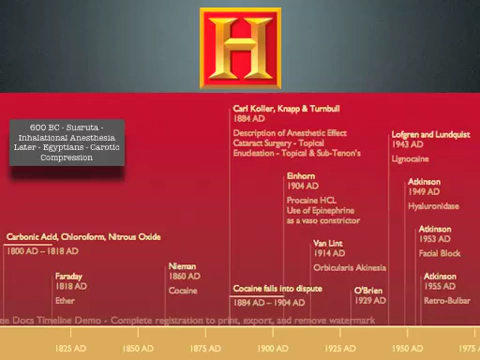 H
600 BC - Susruta -
Inhalational Anesthesia
Later - Egyptians - Carotic
Compression
Carl Koller, Knapp & Turnbull
1884 AD
Description of Anesthetic Effect
Cataract Surgery - Topical
Enucleation - Topical & Sub-Tenon's
Lofgren and Lundquist
1943 AD
Lignocaine
Einhorn
1904 AD
Procaine HCL
Use of Epinephrine
as a vaso constrictor
Atkinson
1949 AD
Hyaluronidase
Carbonic Acid, Chloroform, Nitrous Oxide
1800 AD – 1818 AD
Van Lint
1914 AD
Orbicularis Akinesia
Atkinson
1953 AD
Facial Block
Faraday
1818 AD
Ether
Nieman
1860 AD
Cocaine
Cocaine falls into dispute
1884 AD – 1904 AD
O'Brien
1929 AD
Atkinson
1955 AD
Retro-Bulbar
Docs Timeline Demo - Complete registration to print, export, and remove watermark
1825 AD 1850 AD 1875 AD 1900 AD 1925 AD 1950 AD 1975